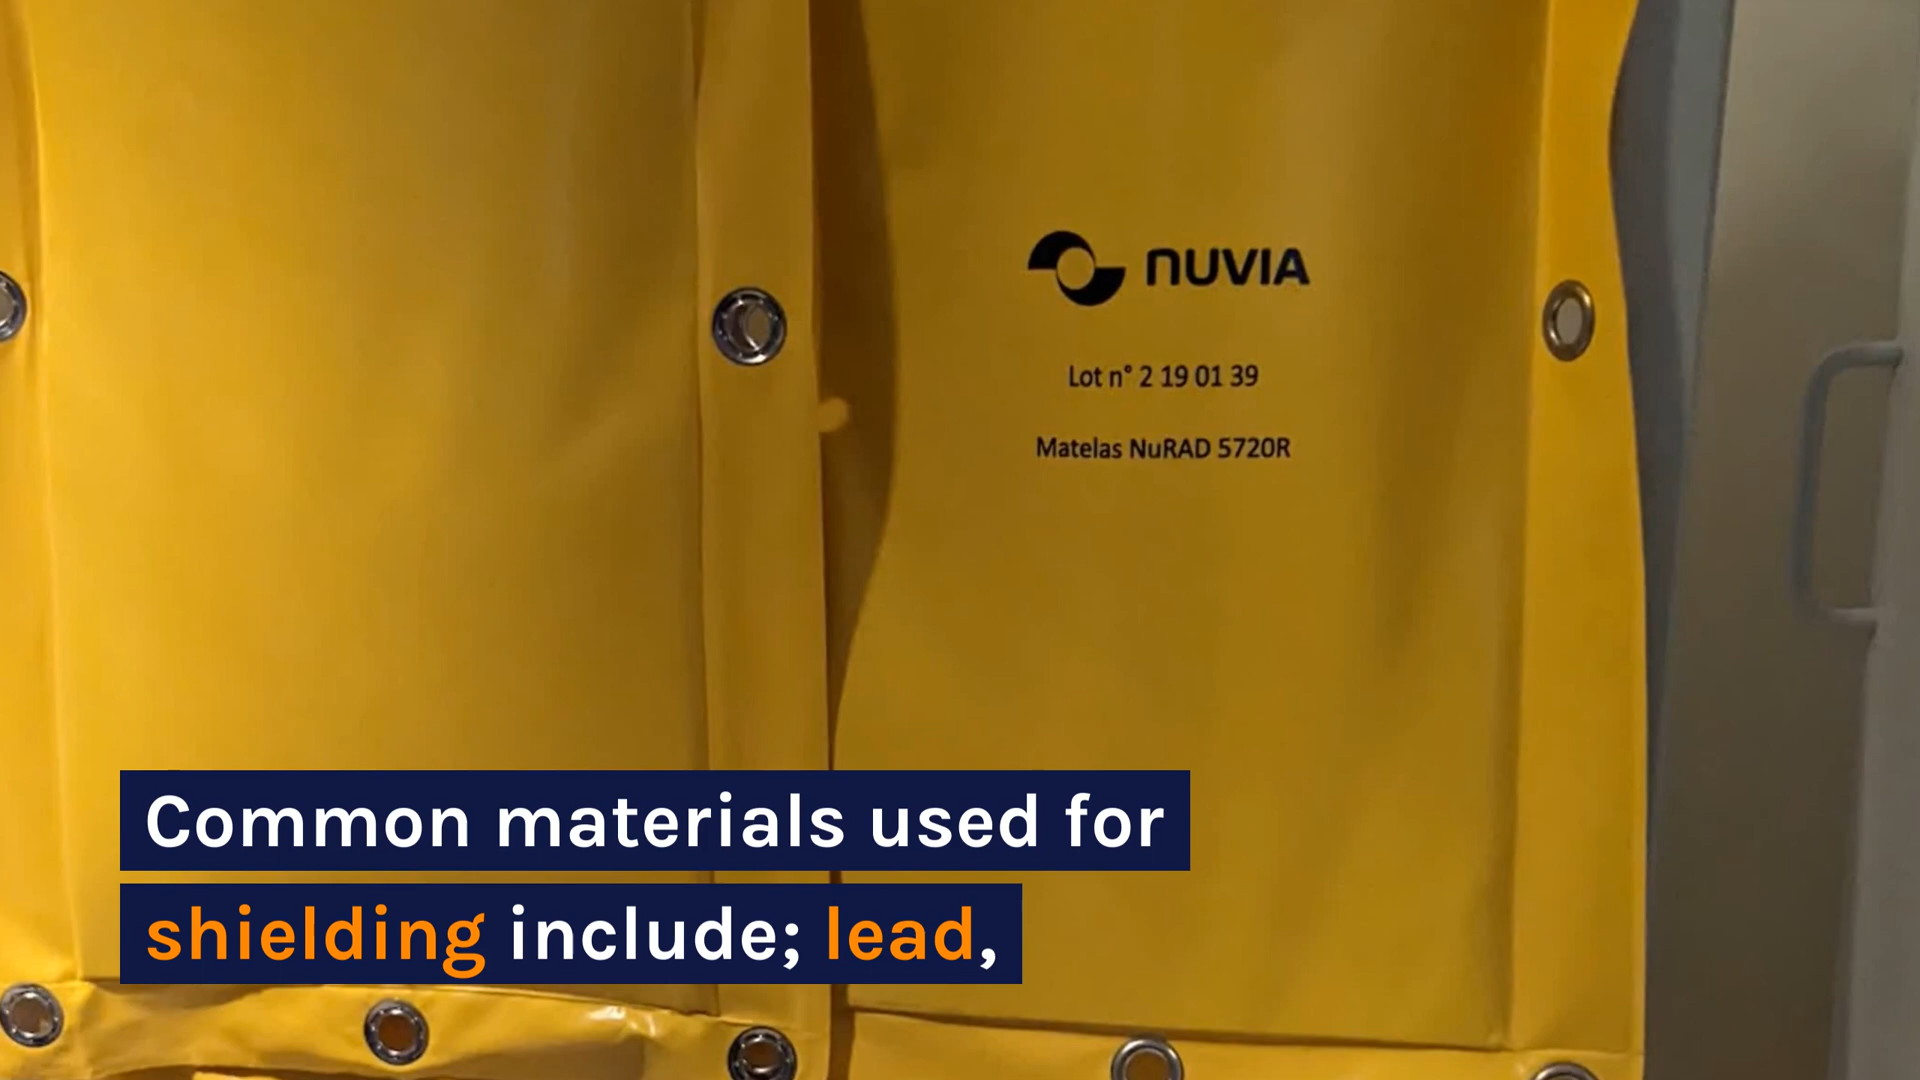 NUVIA
Lot n° 2 19 01 39
Matelas NuRAD 5720R
Common materials used for
shielding include; lead,